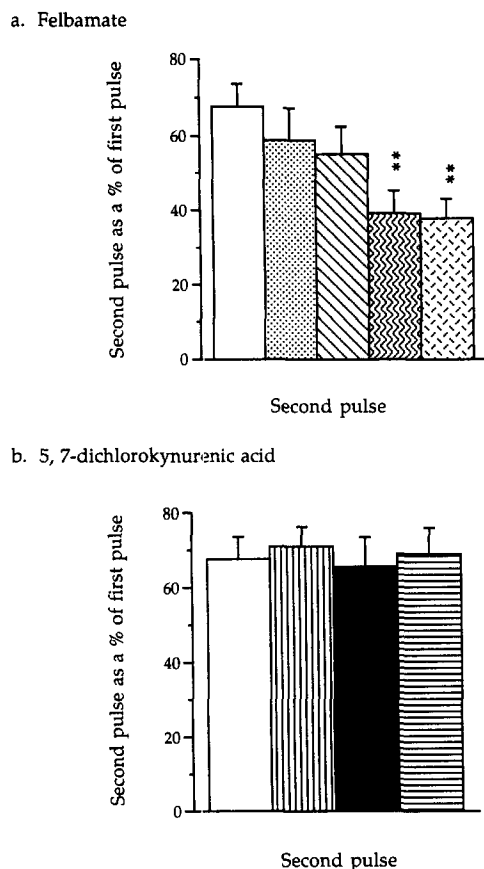 a. Felbamate
Second pulse as a % of first pulse
80
60
40
20
0
**
**
Second pulse
b. 5, 7-dichlorokynurenic acid
Second pulse as a % of first pulse
80
60
40
20
0
Second pulse